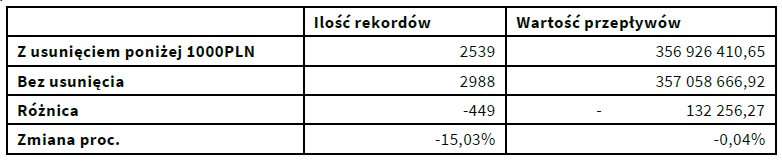 Ilość rekordów Wartość przepływów
Z usunięciem poniżej 1000PLN 2539 356 926 410,65
Bez usunięcia 2988 357 058 666,92
Różnica -449 - 132 256,27
Zmiana proc. -15,03% -0,04%